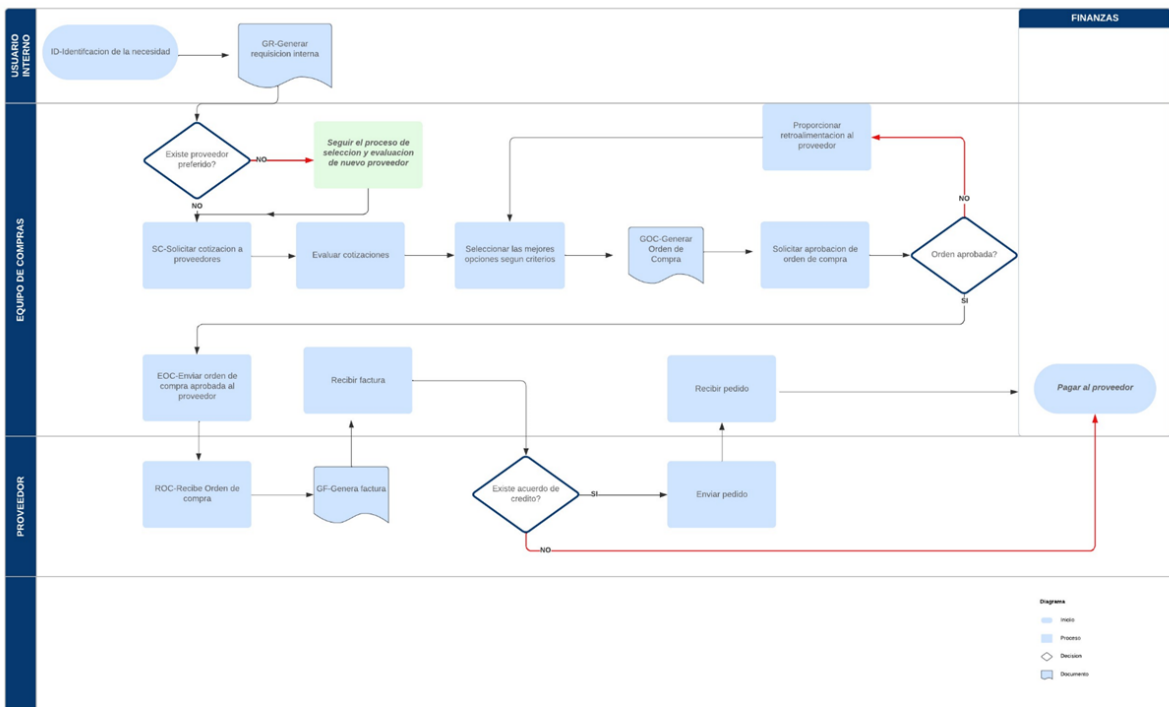 FINANZAS
USUARIO
INTERNO
ID-Identifcacion de la necesidad
GR-Generar
requisicion interna
EQUIPO DE COMPRAS
Existe proveedor
preferido?
NO
Seguir el proceso de
seleccion y evaluacion
de nuevo proveedor
Proporcionar
retroalimentacion al
proveedor
NO
NO
SC-Solicitar cotizacion a
proveedores
Evaluar cotizaciones
Seleccionar las mejores
opciones segun criterios
GOC-Generar
Orden de
Compra
Solicitar aprobacion de
orden de compra
Orden aprobada?
SI
EOC-Enviar orden de
compra aprobada al
proveedor
Recibir factura
Recibir pedido
Pagar al proveedor
PROVEEDOR
ROC-Recibe Orden de
compra
GF-Genera factura
Existe acuerdo de
credito?
SI
Enviar pedido
NO
Diagrama
Inicio
Proceso
Decision
Documento